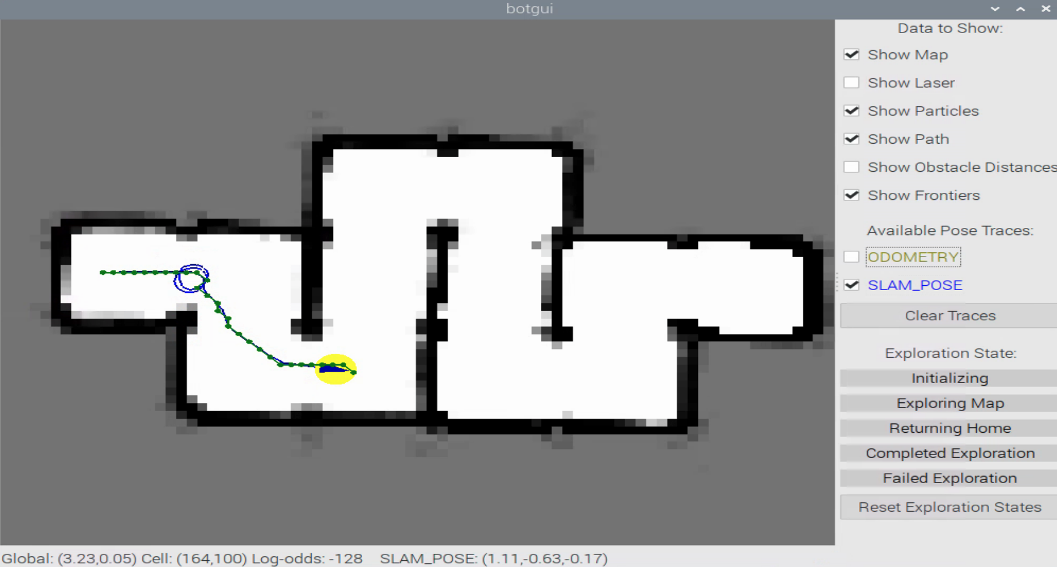 botgui
Data to Show:
Show Map
Show Laser
Show Particles
Show Path
Show Obstacle Distances
Show Frontiers
Available Pose Traces:
ODOMETRY
SLAM_POSE
Clear Traces
Exploration State:
Initializing
Exploring Map
Returning Home
Completed Exploration
Failed Exploration
Reset Exploration States
Global: (3.23,0.05) Cell: (164,100) Log-odds: -128 SLAM_POSE: (1.11,-0.63,-0.17)